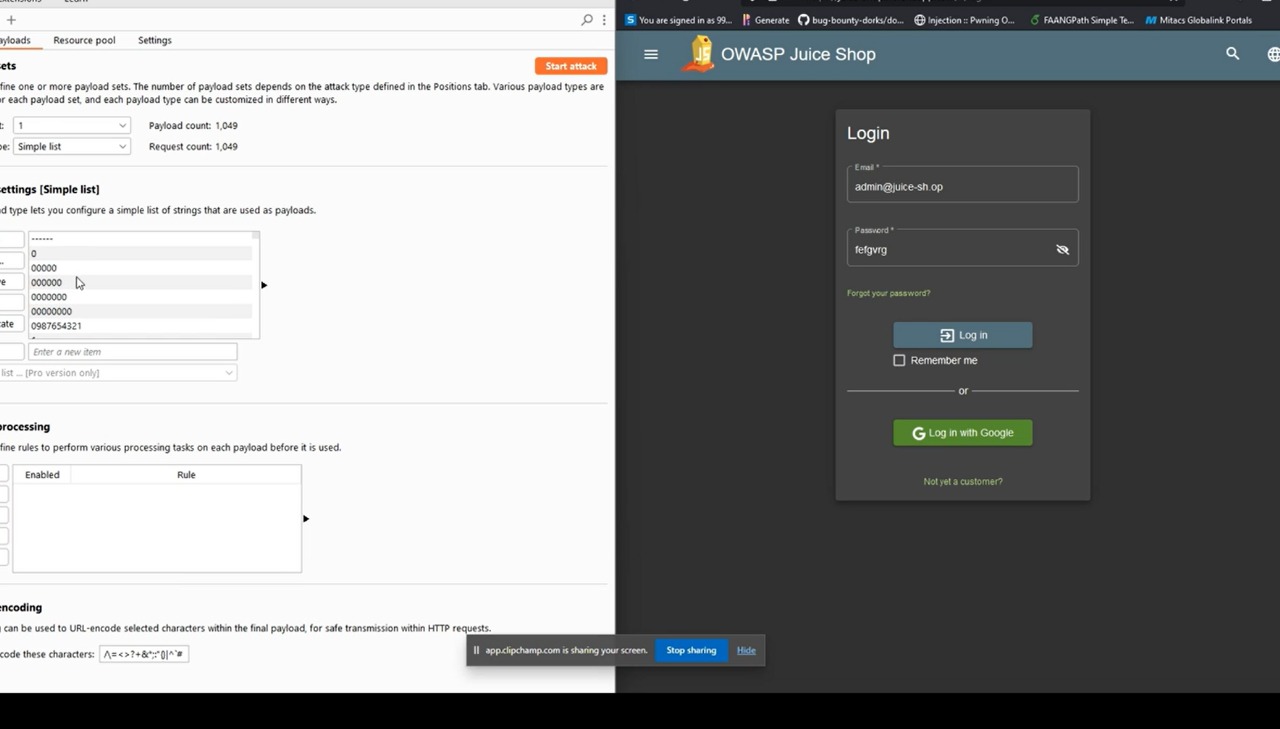 Extensions Learn
+
ayloads Resource pool Settings
ets Start attack
fine one or more payload sets. The number of payload sets depends on the attack type defined in the Positions tab. Various payload types are
or each payload set, and each payload type can be customized in different ways.
t: 1 Payload count: 1,049
pe: Simple list Request count: 1,049
ettings [Simple list]
d type lets you configure a simple list of strings that are used as payloads.
------
0
00000
000000
0000000
00000000
0987654321
..
ve
ate
Enter a new item
list ... [Pro version only]
processing
fine rules to perform various processing tasks on each payload before it is used.
Enabled Rule
encoding
g can be used to URL-encode selected characters within the final payload, for safe transmission within HTTP requests.
code these characters:
You are signed in as 99... Generate bug-bounty-dorks/do... Injection :: Pwning O... FAANGPath Simple Te... Mitacs Globalink Portals
OWASP Juice Shop
Login
Email *
admin@juice-sh.op
Password *
fefgvrg
Forgot your password?
Log in
Remember me
or
G Log in with Google
Not yet a customer?
app.clipchamp.com is sharing your screen. Stop sharing Hide